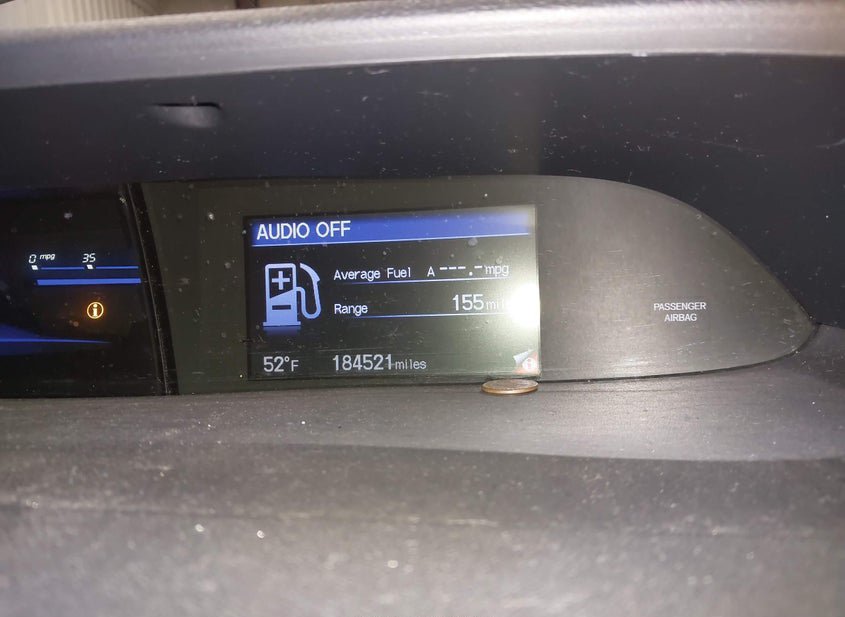 AUDIO OFF
0 mpg 35
Average Fuel A ---.- mpg
Range 155
PASSENGER
AIRBAG
52°F 184521 miles